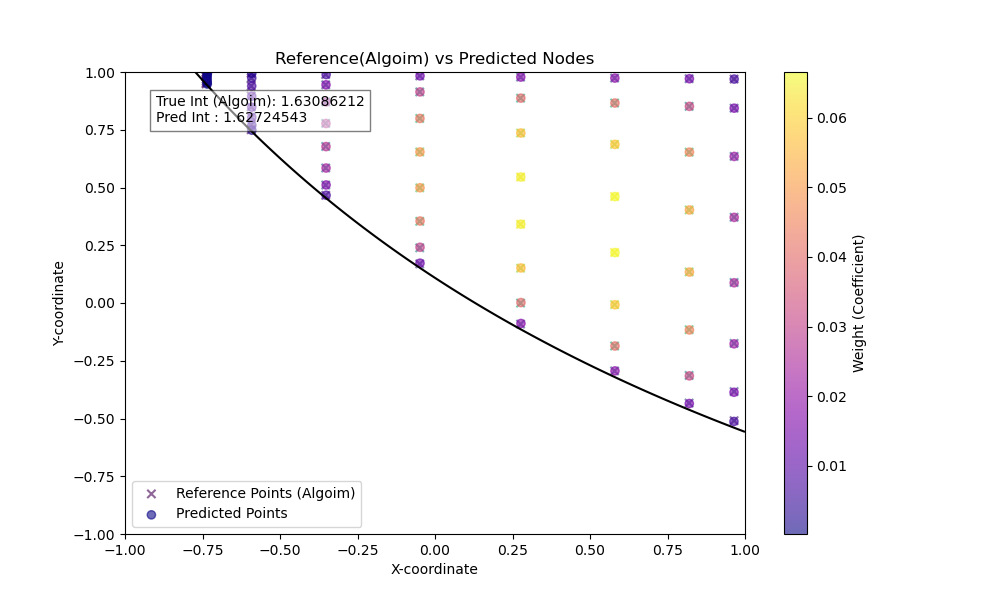 Reference(Algoim) vs Predicted Nodes
True Int (Algoim): 1.63086212
Pred Int : 1.62724543
1.00
0.75
0.50
0.25
0.00
−0.25
−0.50
−0.75
−1.00
Y-coordinate
Reference Points (Algoim)
Predicted Points
−1.00 −0.75 −0.50 −0.25 0.00 0.25 0.50 0.75 1.00
X-coordinate
0.06
0.05
0.04
0.03
0.02
0.01
Weight (Coefficient)